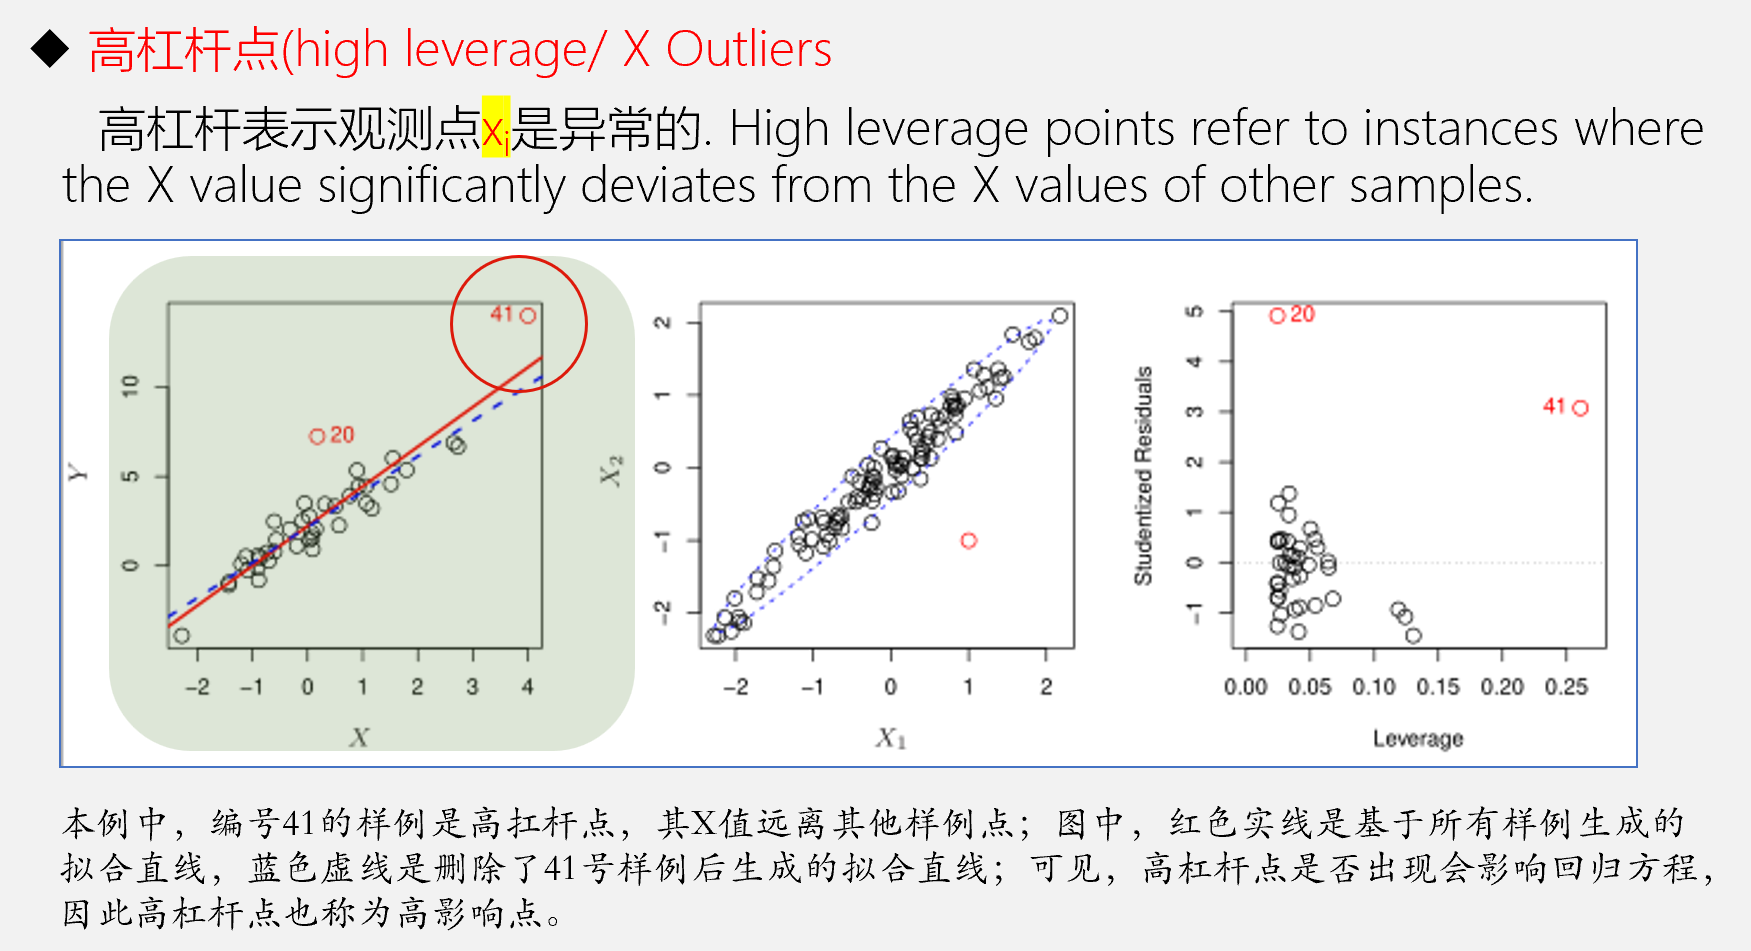 ◆ 高杠杆点(high leverage/ X Outliers
高杠杆表示观测点xi是异常的. High leverage points refer to instances where
the X value significantly deviates from the X values of other samples.
41
20
10
5
0
Y
−2 −1 0 1 2 3 4
X
2
1
0
−1
−2
X2
−2 −1 0 1 2
X1
20
41
5
4
3
2
1
0
−1
Studentized Residuals
0.00 0.05 0.10 0.15 0.20 0.25
Leverage
本例中，编号41的样例是高扛杆点，其X值远离其他样例点；图中，红色实线是基于所有样例生成的
拟合直线，蓝色虚线是删除了41号样例后生成的拟合直线；可见，高杠杆点是否出现会影响回归方程，
因此高杠杆点也称为高影响点。